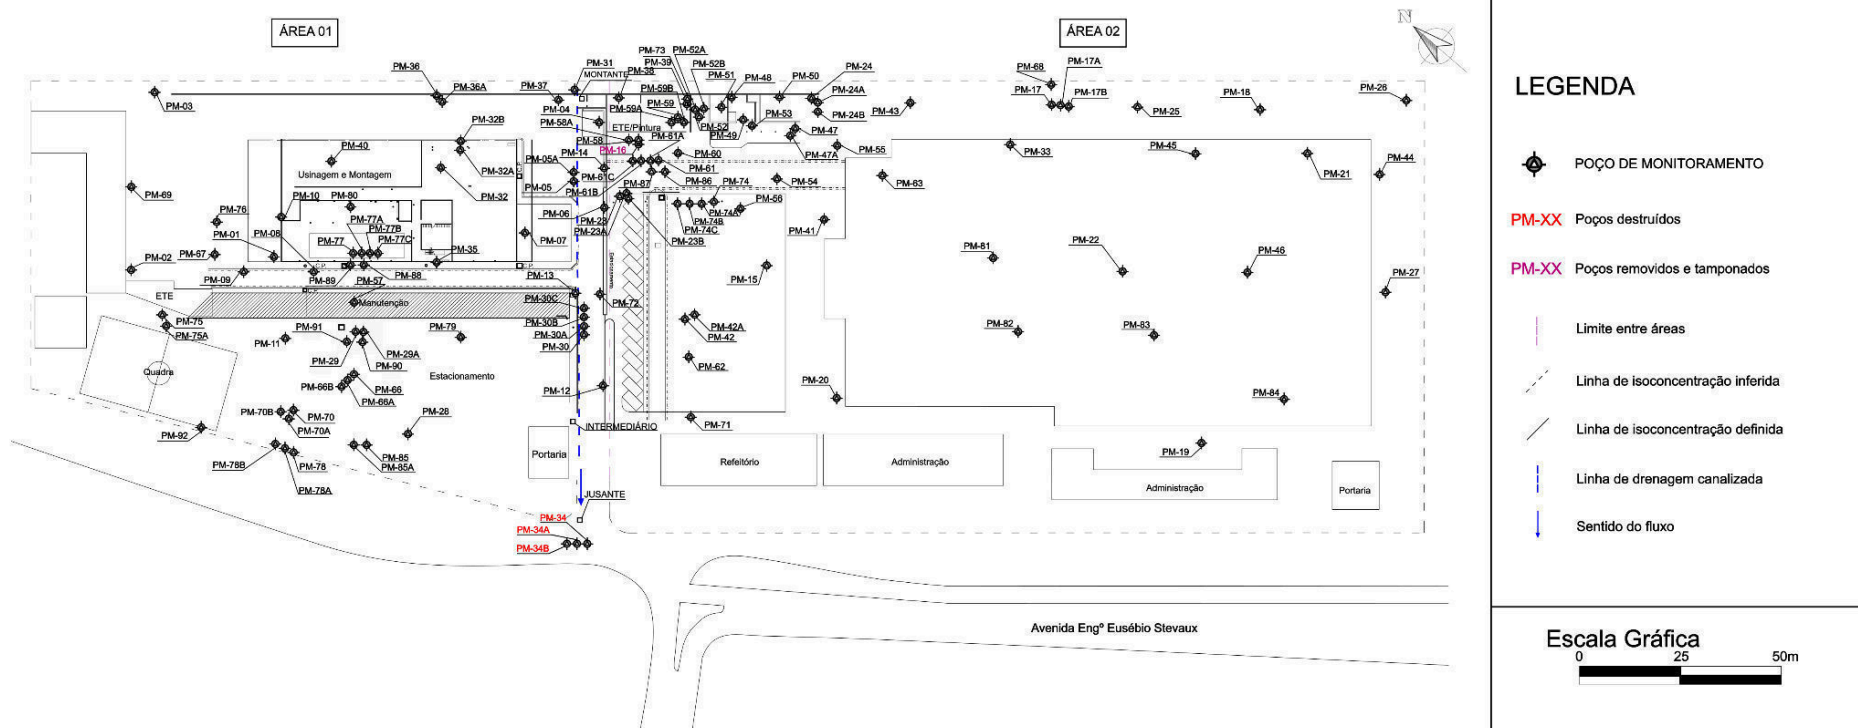 ÁREA 01
ÁREA 02
N
PM-36
PM-36A
PM-03
PM-37
PM-31
MONTANTE
PM-38
PM-73
PM-39
PM-52A
PM-52B
PM-51
PM-48
PM-50
PM-24
PM-24A
PM-24B
PM-43
PM-68
PM-17A
PM-17
PM-17B
PM-25
PM-18
PM-26
PM-59B
PM-59
PM-59A
PM-04
PM-58A
PM-58
ETE/Pintura
PM-52
PM-49
PM-53
PM-47
PM-47A
PM-55
PM-16
PM-61A
PM-60
PM-14
PM-05A
PM-61C
PM-05
PM-61B
PM-87
PM-61
PM-86
PM-74
PM-54
PM-63
PM-33
PM-45
PM-21
PM-44
PM-32B
PM-32A
PM-32
PM-40
Usinagem e Montagem
PM-69
PM-10
PM-80
PM-76
PM-77A
PM-77B
PM-77C
PM-77
PM-08
PM-01
PM-67
PM-02
PM-09
PM-89
PM-88
PM-57
PM-35
PM-07
PM-06
PM-23
PM-23A
PM-23B
PM-74A
PM-74B
PM-74C
PM-56
PM-41
PM-15
PM-13
PM-72
PM-81
PM-22
PM-46
PM-27
C.P.
C.P.
C.P.
ETE
Manutenção
PM-75
PM-75A
PM-11
PM-91
PM-29
PM-29A
PM-90
PM-79
PM-30C
PM-30B
PM-30A
PM-30
PM-42A
PM-42
PM-62
PM-82
PM-83
Quadra
PM-66B
PM-66
PM-66A
Estacionamento
PM-12
PM-20
PM-84
PM-70B
PM-70
PM-70A
PM-28
PM-92
PM-71
INTERMEDIÁRIO
PM-78B
PM-78
PM-78A
PM-85
PM-85A
Portaria
Refeitório
Administração
PM-19
Administração
Portaria
JUSANTE
PM-34
PM-34A
PM-34B
Avenida Engº Eusébio Stevaux
LEGENDA
POÇO DE MONITORAMENTO
PM-XX Poços destruídos
PM-XX Poços removidos e tamponados
Limite entre áreas
Linha de isoconcentração inferida
Linha de isoconcentração definida
Linha de drenagem canalizada
Sentido do fluxo
Escala Gráfica
0 25 50m